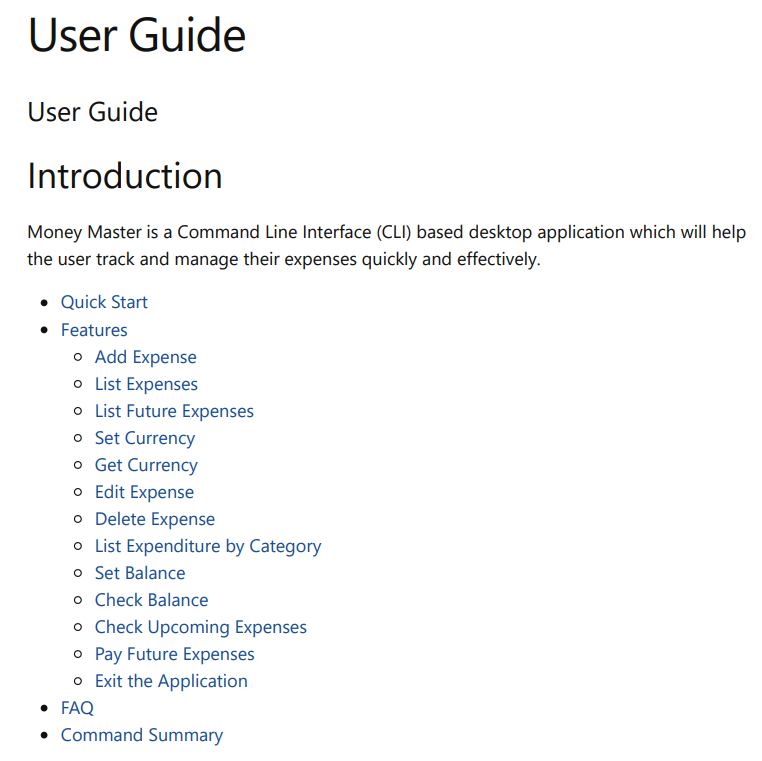 User Guide
User Guide
Introduction
Money Master is a Command Line Interface (CLI) based desktop application which will help
the user track and manage their expenses quickly and effectively.
Quick Start
Features
Add Expense
List Expenses
List Future Expenses
Set Currency
Get Currency
Edit Expense
Delete Expense
List Expenditure by Category
Set Balance
Check Balance
Check Upcoming Expenses
Pay Future Expenses
Exit the Application
FAQ
Command Summary